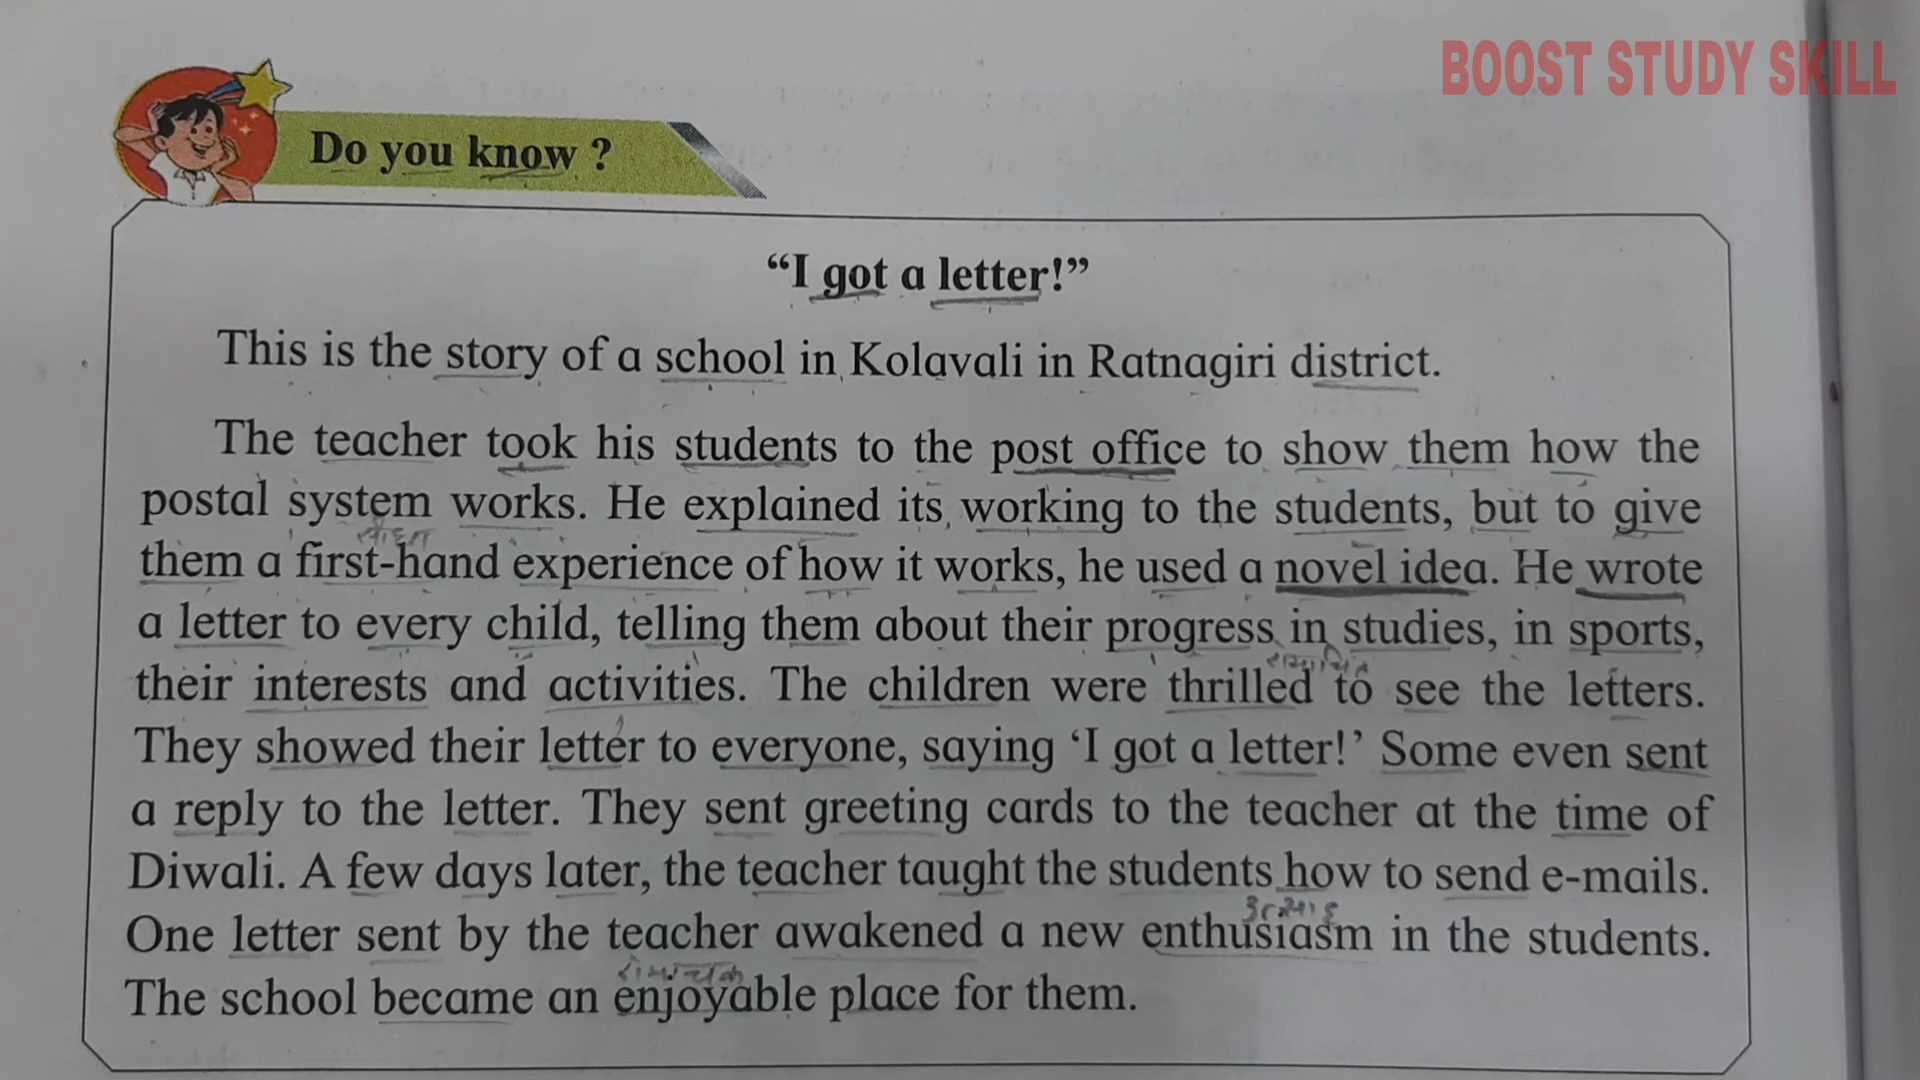 BOOST STUDY SKILL
Do you know ?
“I got a letter!”
This is the story of a school in Kolavali in Ratnagiri district.
The teacher took his students to the post office to show them how the
postal system works. He explained its working to the students, but to give
them a first-hand experience of how it works, he used a novel idea. He wrote
a letter to every child, telling them about their progress in studies, in sports,
their interests and activities. The children were thrilled to see the letters.
They showed their letter to everyone, saying ‘I got a letter!’ Some even sent
a reply to the letter. They sent greeting cards to the teacher at the time of
Diwali. A few days later, the teacher taught the students how to send e-mails.
One letter sent by the teacher awakened a new enthusiasm in the students.
The school became an enjoyable place for them.